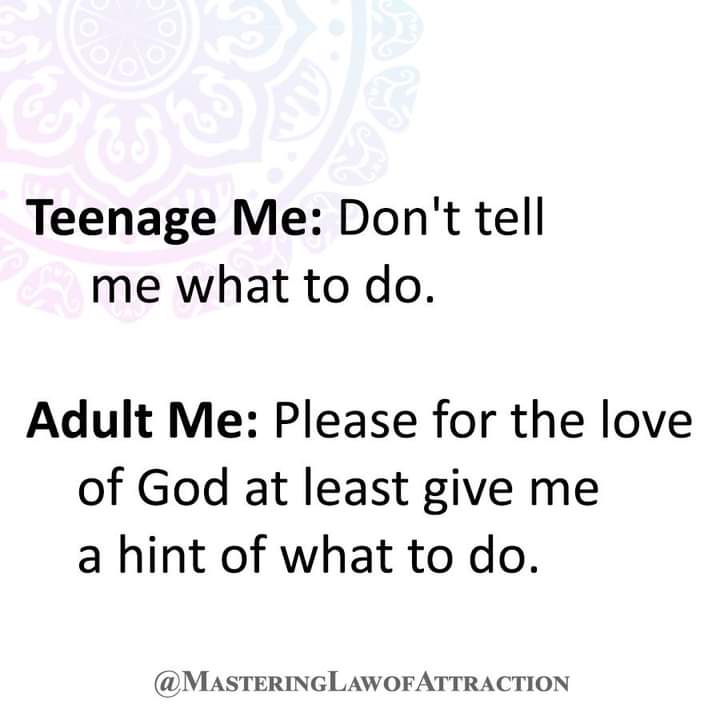 Teenage Me: Don't tell
me what to do.
Adult Me: Please for the love
of God at least give me
a hint of what to do.
@MasteringLawofAttraction